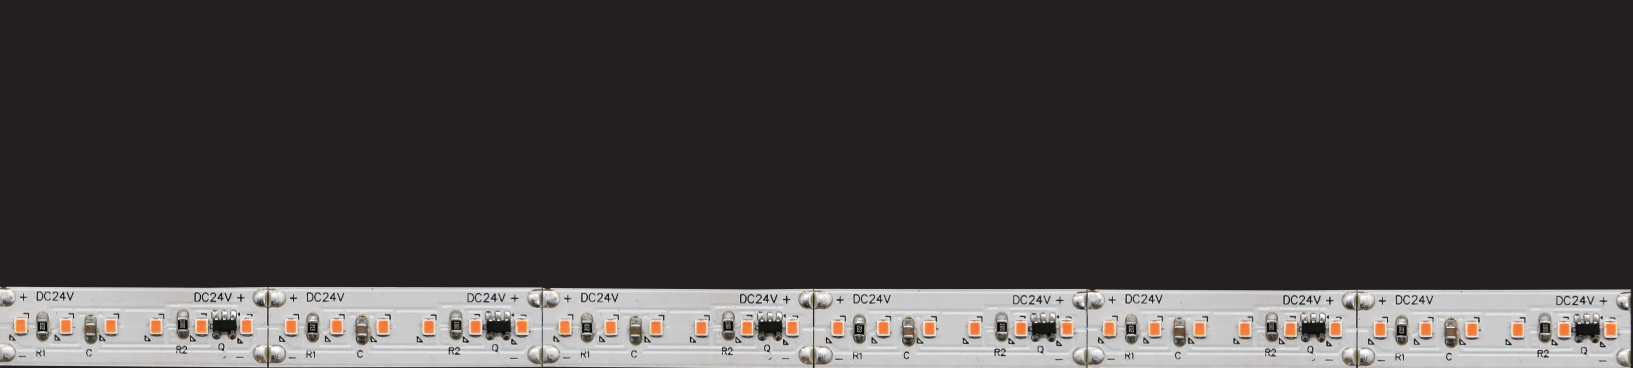 + DC24V DC24V + + DC24V DC24V + + DC24V DC24V + + DC24V DC24V + + DC24V DC24V + + DC24V DC24V +
− R1 C R2 Q − − R1 C R2 Q − − R1 C R2 Q − − R1 C R2 Q − − R1 C R2 Q − − R1 C R2 Q −